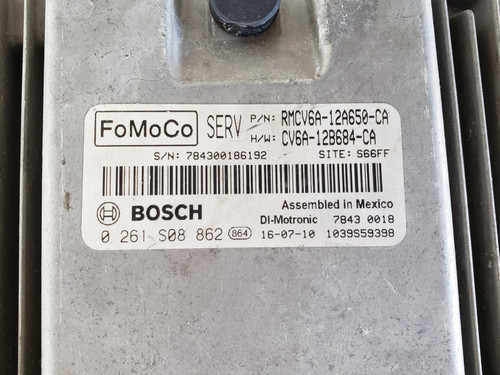 FoMoCo SERV P/N: RMCV6A-12A650-CA
H/W: CV6A-12B684-CA
S/N: 784300186192 SITE: S66FF
BOSCH Assembled in Mexico
DI-Motronic 7843 0018
0 261 S08 862 864 16-07-10 1039S59398